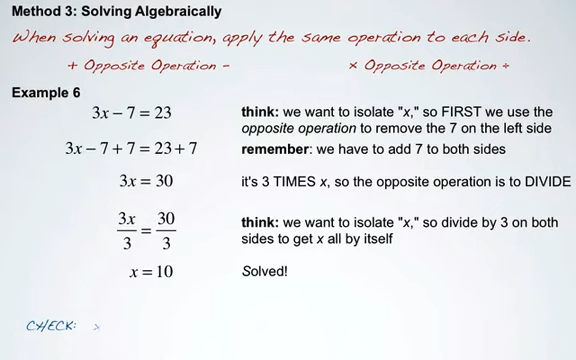 Method 3: Solving Algebraically
When solving an equation, apply the same operation to each side.
+ Opposite Operation −     × Opposite Operation ÷
Example 6
3x − 7 = 23     think: we want to isolate "x," so FIRST we use the
opposite operation to remove the 7 on the left side
3x − 7 + 7 = 23 + 7     remember: we have to add 7 to both sides
3x = 30     it's 3 TIMES x, so the opposite operation is to DIVIDE
3x/3 = 30/3     think: we want to isolate "x," so divide by 3 on both
sides to get x all by itself
x = 10     Solved!
CHECK: